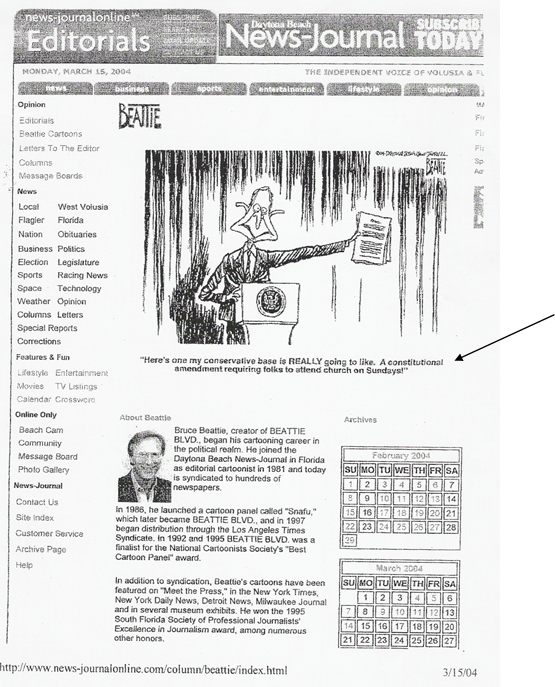 news-journalonline
Editorials
SUBSCRIBE
SEARCH
CONTACT US
Daytona Beach
News-Journal
SUBSCRIBE
TODAY
MONDAY, MARCH 15, 2004
THE INDEPENDENT VOICE OF VOLUSIA & FL
news business sports entertainment lifestyle opinion
Opinion
Editorials
Beattie Cartoons
Letters To The Editor
Columns
Message Boards
News
Local West Volusia
Flagler Florida
Nation Obituaries
Business Politics
Election Legislature
Sports Racing News
Space Technology
Weather Opinion
Columns Letters
Special Reports
Corrections
Features & Fun
Lifestyle Entertainment
Movies TV Listings
Calendar Crossword
Online Only
Beach Cam
Community
Message Board
Photo Gallery
News-Journal
Contact Us
Site Index
Customer Service
Archive Page
Help
BEATTIE
BEATTIE
"Here's one my conservative base is REALLY going to like. A constitutional
amendment requiring folks to attend church on Sundays!"
About Beattie
Bruce Beattie, creator of BEATTIE
BLVD., began his cartooning career in
the political realm. He joined the
Daytona Beach News-Journal in Florida
as editorial cartoonist in 1981 and today
is syndicated to hundreds of
newspapers.
In 1986, he launched a cartoon panel called "Snafu,"
which later became BEATTIE BLVD., and in 1997
began distribution through the Los Angeles Times
Syndicate. In 1992 and 1995 BEATTIE BLVD. was a
finalist for the National Cartoonists Society's "Best
Cartoon Panel" award.
In addition to syndication, Beattie's cartoons have been
featured on "Meet the Press," in the New York Times,
New York Daily News, Detroit News, Milwaukee Journal
and in several museum exhibits. He won the 1995
South Florida Society of Professional Journalists'
Excellence in Journalism award, among numerous
other honors.
Archives
February 2004
SU MO TU WE TH FR SA
1 2 3 4 5 6 7
8 9 10 11 12 13 14
15 16 17 18 19 20 21
22 23 24 25 26 27 28
29
March 2004
SU MO TU WE TH FR SA
1 2 3 4 5 6
7 8 9 10 11 12 13
14 15 16 17 18 19 20
21 22 23 24 25 26 27
http://www.news-journalonline.com/column/beattie/index.html
3/15/04